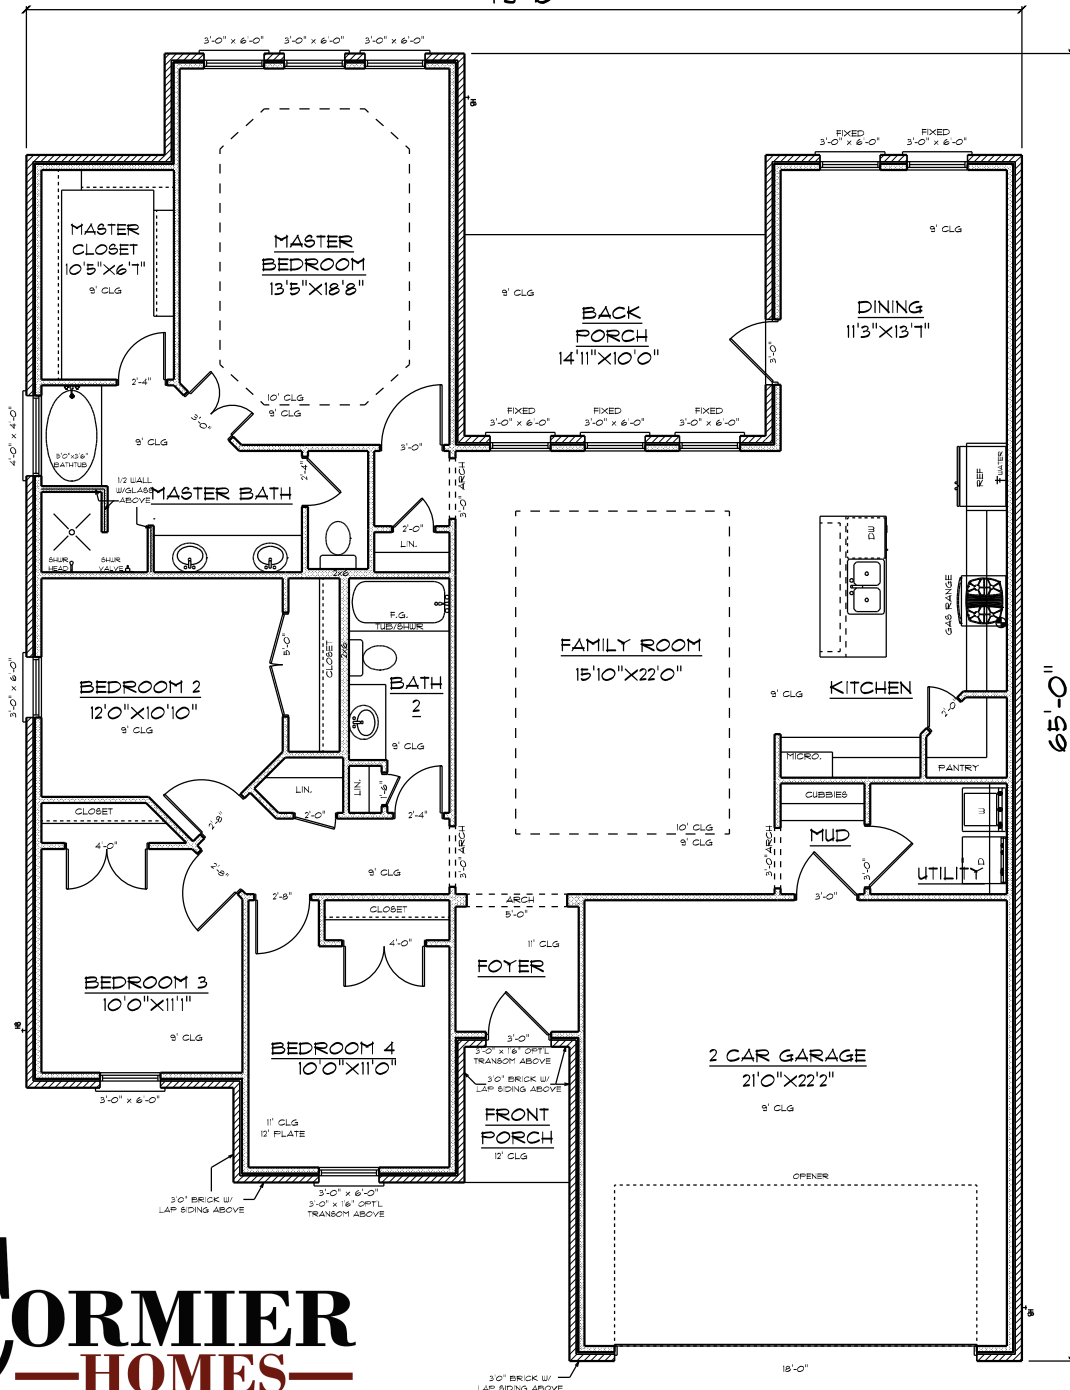 3'-0" x 6'-0" 3'-0" x 6'-0" 3'-0" x 6'-0"
HB
FIXED FIXED
3'-0" x 6'-0" 3'-0" x 6'-0"
MASTER
CLOSET
10'5"X6'7"
9' CLG
MASTER
BEDROOM
13'5"X18'8"
10' CLG
9' CLG
9' CLG
BACK
PORCH
14'11"X10'0"
9' CLG
DINING
11'3"X13'7"
3'-0"
FIXED FIXED FIXED
3'-0" x 6'-0" 3'-0" x 6'-0" 3'-0" x 6'-0"
2'-4"
3'-0"
3'-0"
4'-0" x 4'-0"
9' CLG
BATHTUB
1/2 WALL
W/GLASS
ABOVE
MASTER BATH
2'-4"
3'-0" ARCH
2'-0"
LIN.
SHWR
HEAD
SHWR
VALVE
2x6
REF
WATER
DW
GAS RANGE
F.G.
TUB/SHWR
5'-0"
CLOSET
2x6
BATH
2
9' CLG
BEDROOM 2
12'0"X10'10"
9' CLG
3'-0" x 6'-0"
FAMILY ROOM
15'10"X22'0"
9' CLG
KITCHEN
2'-0"
65'-0"
MICRO.
PANTRY
LIN.
LIN.
1'-6"
2'-0"
2'-4"
CLOSET
2'-8"
4'-0"
2'-8"
9' CLG
3'-0" ARCH
10' CLG
9' CLG
3'-0" ARCH
CUBBIES
MUD
3'-0"
UTILITY
W
D
3'-0"
2'-8"
CLOSET
4'-0"
ARCH
5'-0"
11' CLG
FOYER
BEDROOM 3
10'0"X11'1"
9' CLG
HB
3'-0" x 6'-0"
BEDROOM 4
10'0"X11'0"
11' CLG
12' PLATE
3'-0"
3'-0" x 1'6" OPT'L
TRANSOM ABOVE
3'0" BRICK W/
LAP SIDING ABOVE
FRONT
PORCH
12' CLG
2 CAR GARAGE
21'0"X22'2"
9' CLG
OPENER
3'0" BRICK W/
LAP SIDING ABOVE
3'-0" x 6'-0"
3'-0" x 1'6" OPT'L
TRANSOM ABOVE
HB
18'-0"
3'0" BRICK W/
LAP SIDING ABOVE
CORMIER
HOMES